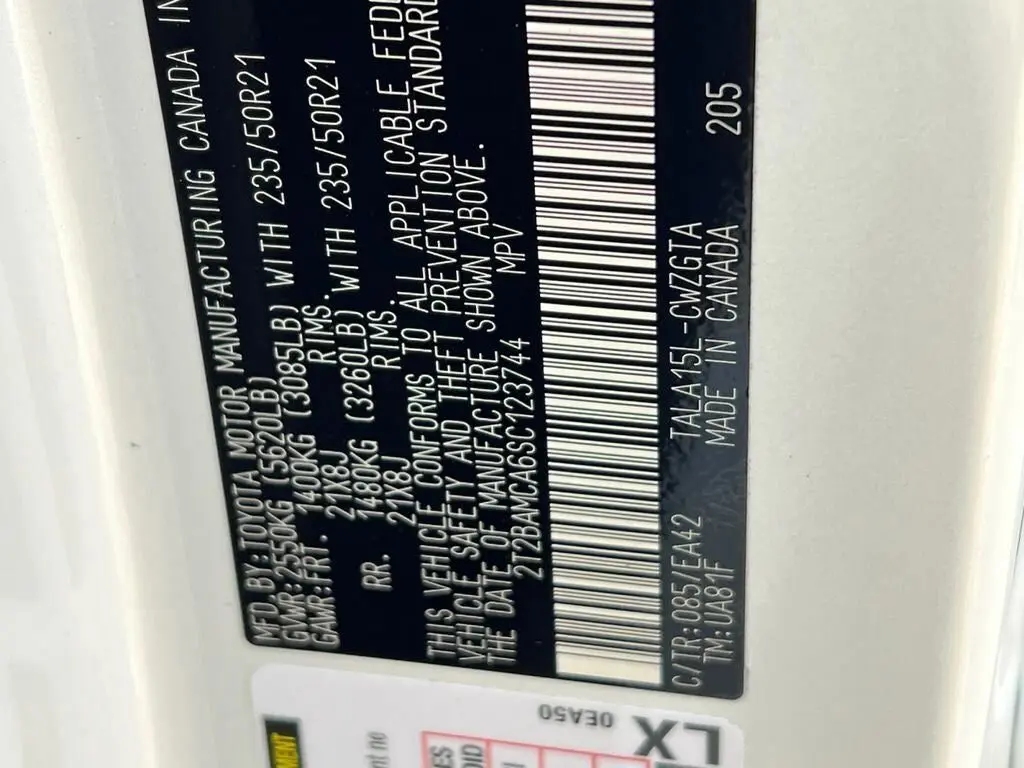 MFD.BY:TOYOTA MOTOR MANUFACTURING CANADA IN
GVWR:2550KG (5620LB)
GAWR:FRT. 1400KG (3085LB) WITH 235/50R21
21X8J RIMS.
RR. 1480KG (3260LB) WITH 235/50R21
21X8J RIMS.
THIS VEHICLE CONFORMS TO ALL APPLICABLE FEDE
VEHICLE SAFETY AND THEFT PREVENTION STANDARD
THE DATE OF MANUFACTURE SHOWN ABOVE.
2T2BAMCA6SC123744 MPV
C/TR:085/EA42 TALA15L-CWZGTA 205
TM:UA81F MADE IN CANADA
LX
0EA50